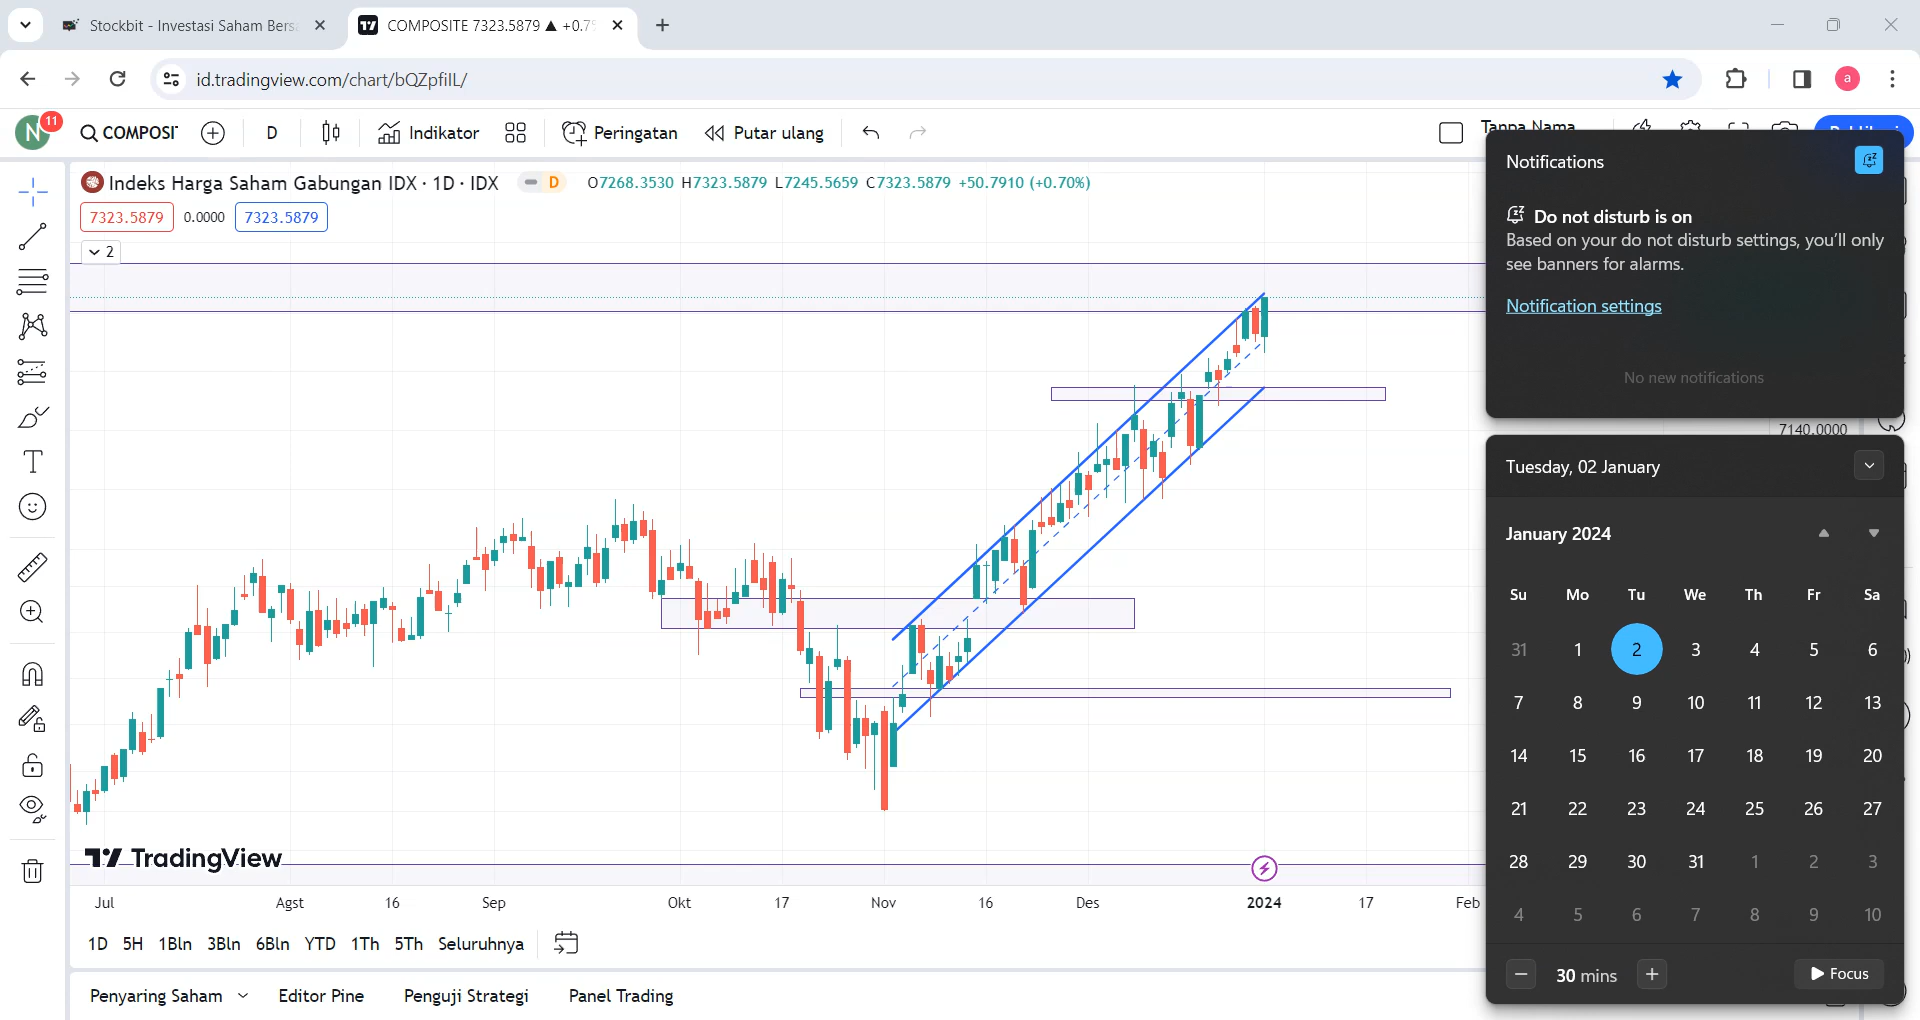 Stockbit - Investasi Saham Bers
COMPOSITE 7323.5879 ▲ +0.7
id.tradingview.com/chart/bQZpfilL/
a
N
11
COMPOSI
D
Indikator
Peringatan
Putar ulang
Tanpa Nama
Indeks Harga Saham Gabungan IDX · 1D · IDX
D
O7268.3530 H7323.5879 L7245.5659 C7323.5879 +50.7910 (+0.70%)
7323.5879
0.0000
7323.5879
2
7140.0000
TradingView
Jul Agst 16 Sep Okt 17 Nov 16 Des 2024 17 Feb
1D 5H 1Bln 3Bln 6Bln YTD 1Th 5Th Seluruhnya
Penyaring Saham Editor Pine Penguji Strategi Panel Trading
Notifications
Do not disturb is on
Based on your do not disturb settings, you'll only
see banners for alarms.
Notification settings
No new notifications
Tuesday, 02 January
January 2024
Su Mo Tu We Th Fr Sa
31 1 2 3 4 5 6
7 8 9 10 11 12 13
14 15 16 17 18 19 20
21 22 23 24 25 26 27
28 29 30 31 1 2 3
4 5 6 7 8 9 10
30 mins
Focus